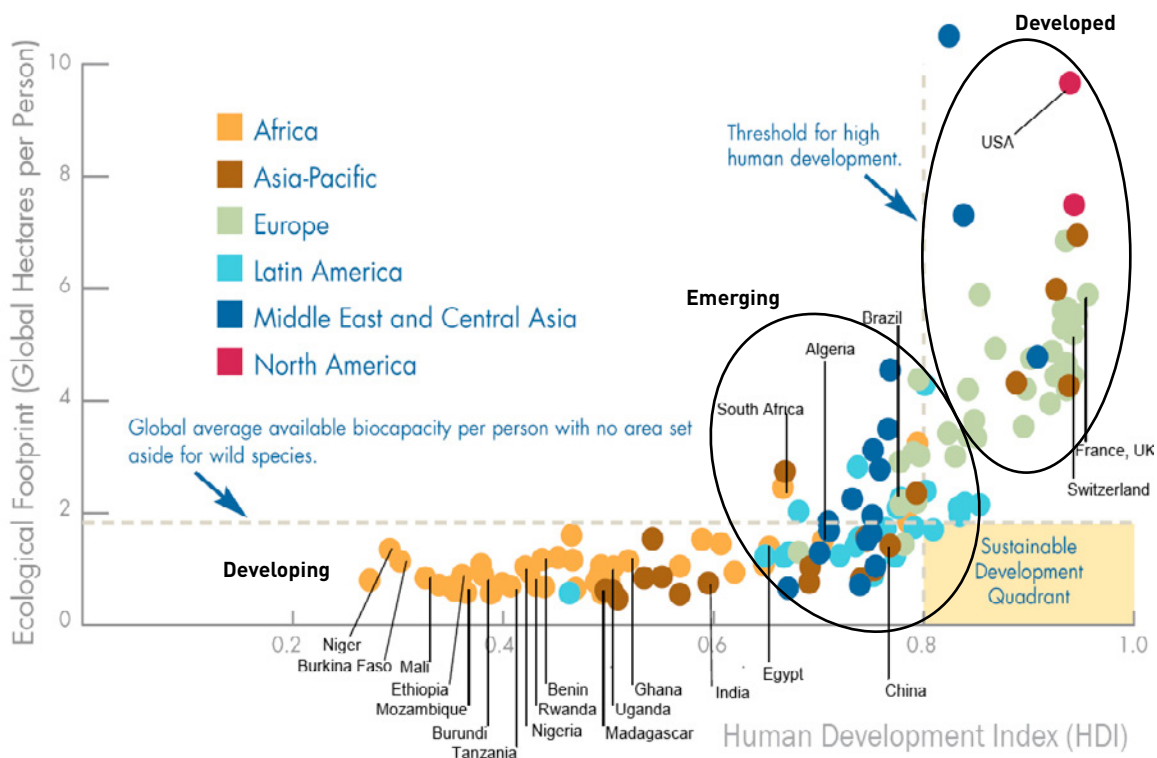 Developed
10
8
6
4
2
0
Ecological Footprint (Global Hectares per Person)
Africa
Asia-Pacific
Europe
Latin America
Middle East and Central Asia
North America
Threshold for high
human development.
USA
Emerging
Brazil
Algeria
South Africa
Global average available biocapacity per person with no area set
aside for wild species.
France, UK
Switzerland
Developing
Sustainable
Development
Quadrant
0.2
0.4
0.6
0.8
1.0
Niger
Burkina Faso
Mali
Ethiopia
Mozambique
Burundi
Tanzania
Benin
Rwanda
Nigeria
Ghana
Uganda
Madagascar
India
Egypt
China
Human Development Index (HDI)